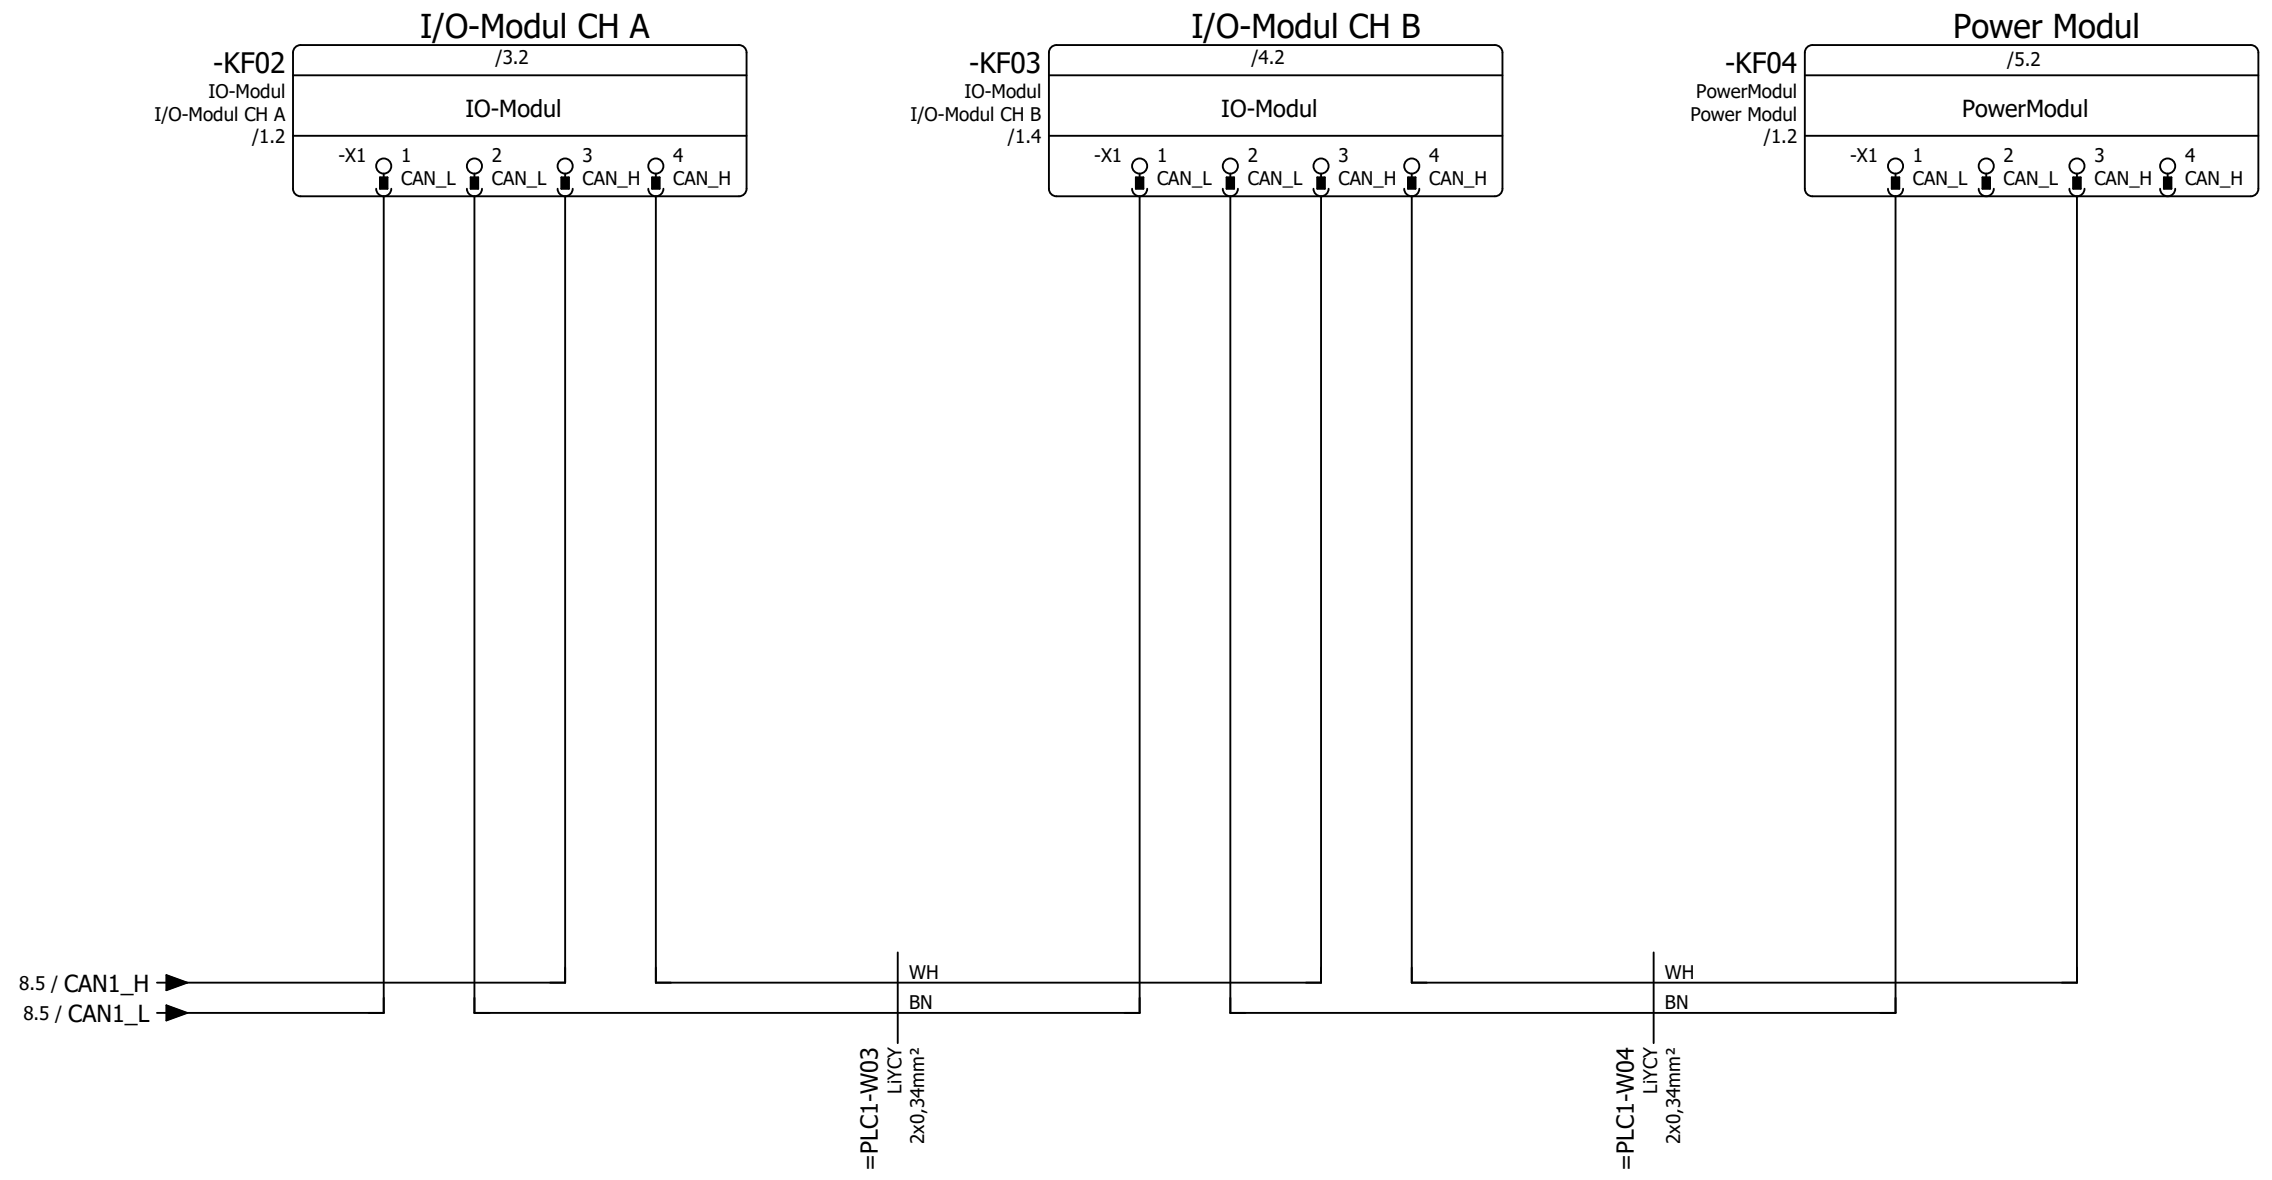 I/O-Modul CH A
-KF02
IO-Modul
I/O-Modul CH A
/1.2
/3.2
IO-Modul
-X1
1
CAN_L
2
CAN_L
3
CAN_H
4
CAN_H
I/O-Modul CH B
-KF03
IO-Modul
I/O-Modul CH B
/1.4
/4.2
IO-Modul
-X1
1
CAN_L
2
CAN_L
3
CAN_H
4
CAN_H
Power Modul
-KF04
PowerModul
Power Modul
/1.2
/5.2
PowerModul
-X1
1
CAN_L
2
CAN_L
3
CAN_H
4
CAN_H
8.5 / CAN1_H
8.5 / CAN1_L
WH
BN
=PLC1-W03
LiYCY
2x0,34mm²
WH
BN
=PLC1-W04
LiYCY
2x0,34mm²